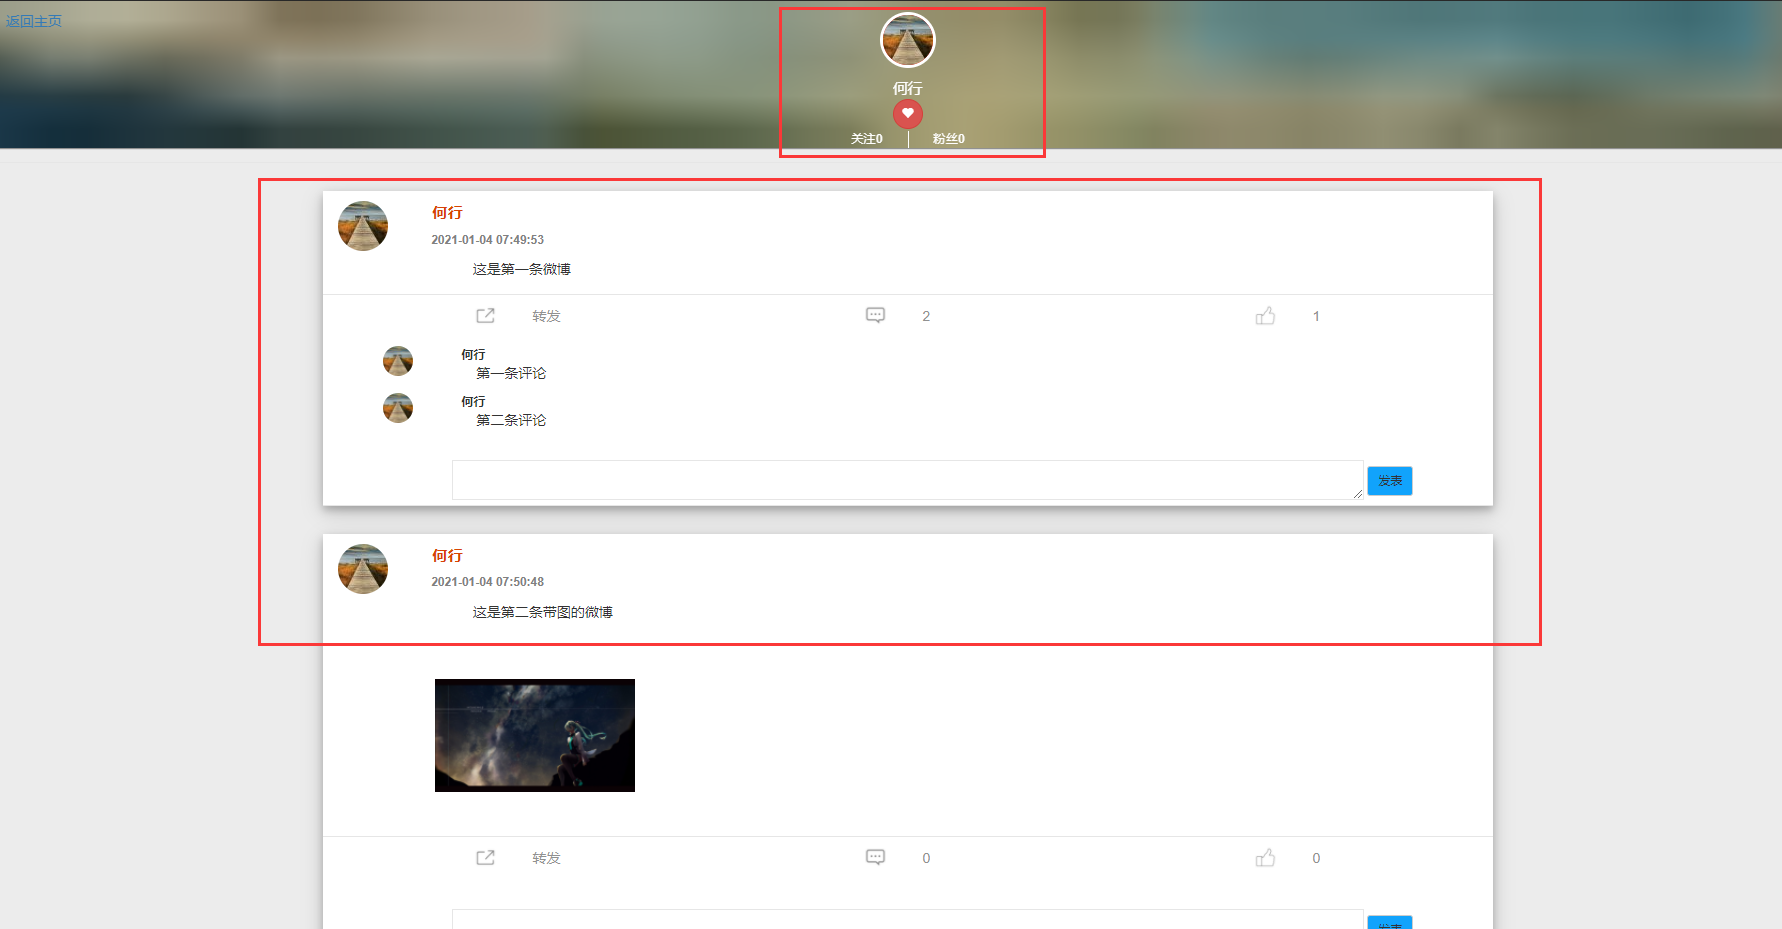 返回主页
何行
关注0
粉丝0
何行
2021-01-04 07:49:53
这是第一条微博
转发
2
1
何行
第一条评论
何行
第二条评论
发表
何行
2021-01-04 07:50:48
这是第二条带图的微博
转发
0
0
发表